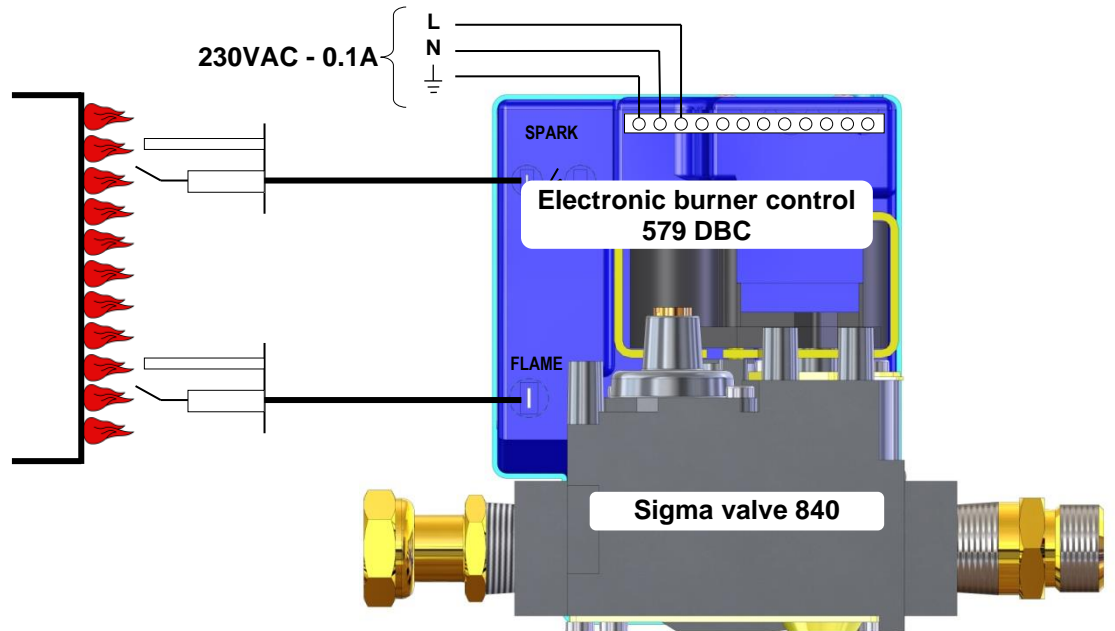 L
230VAC - 0.1A
N
SPARK
Electronic burner control
579 DBC
FLAME
Sigma valve 840